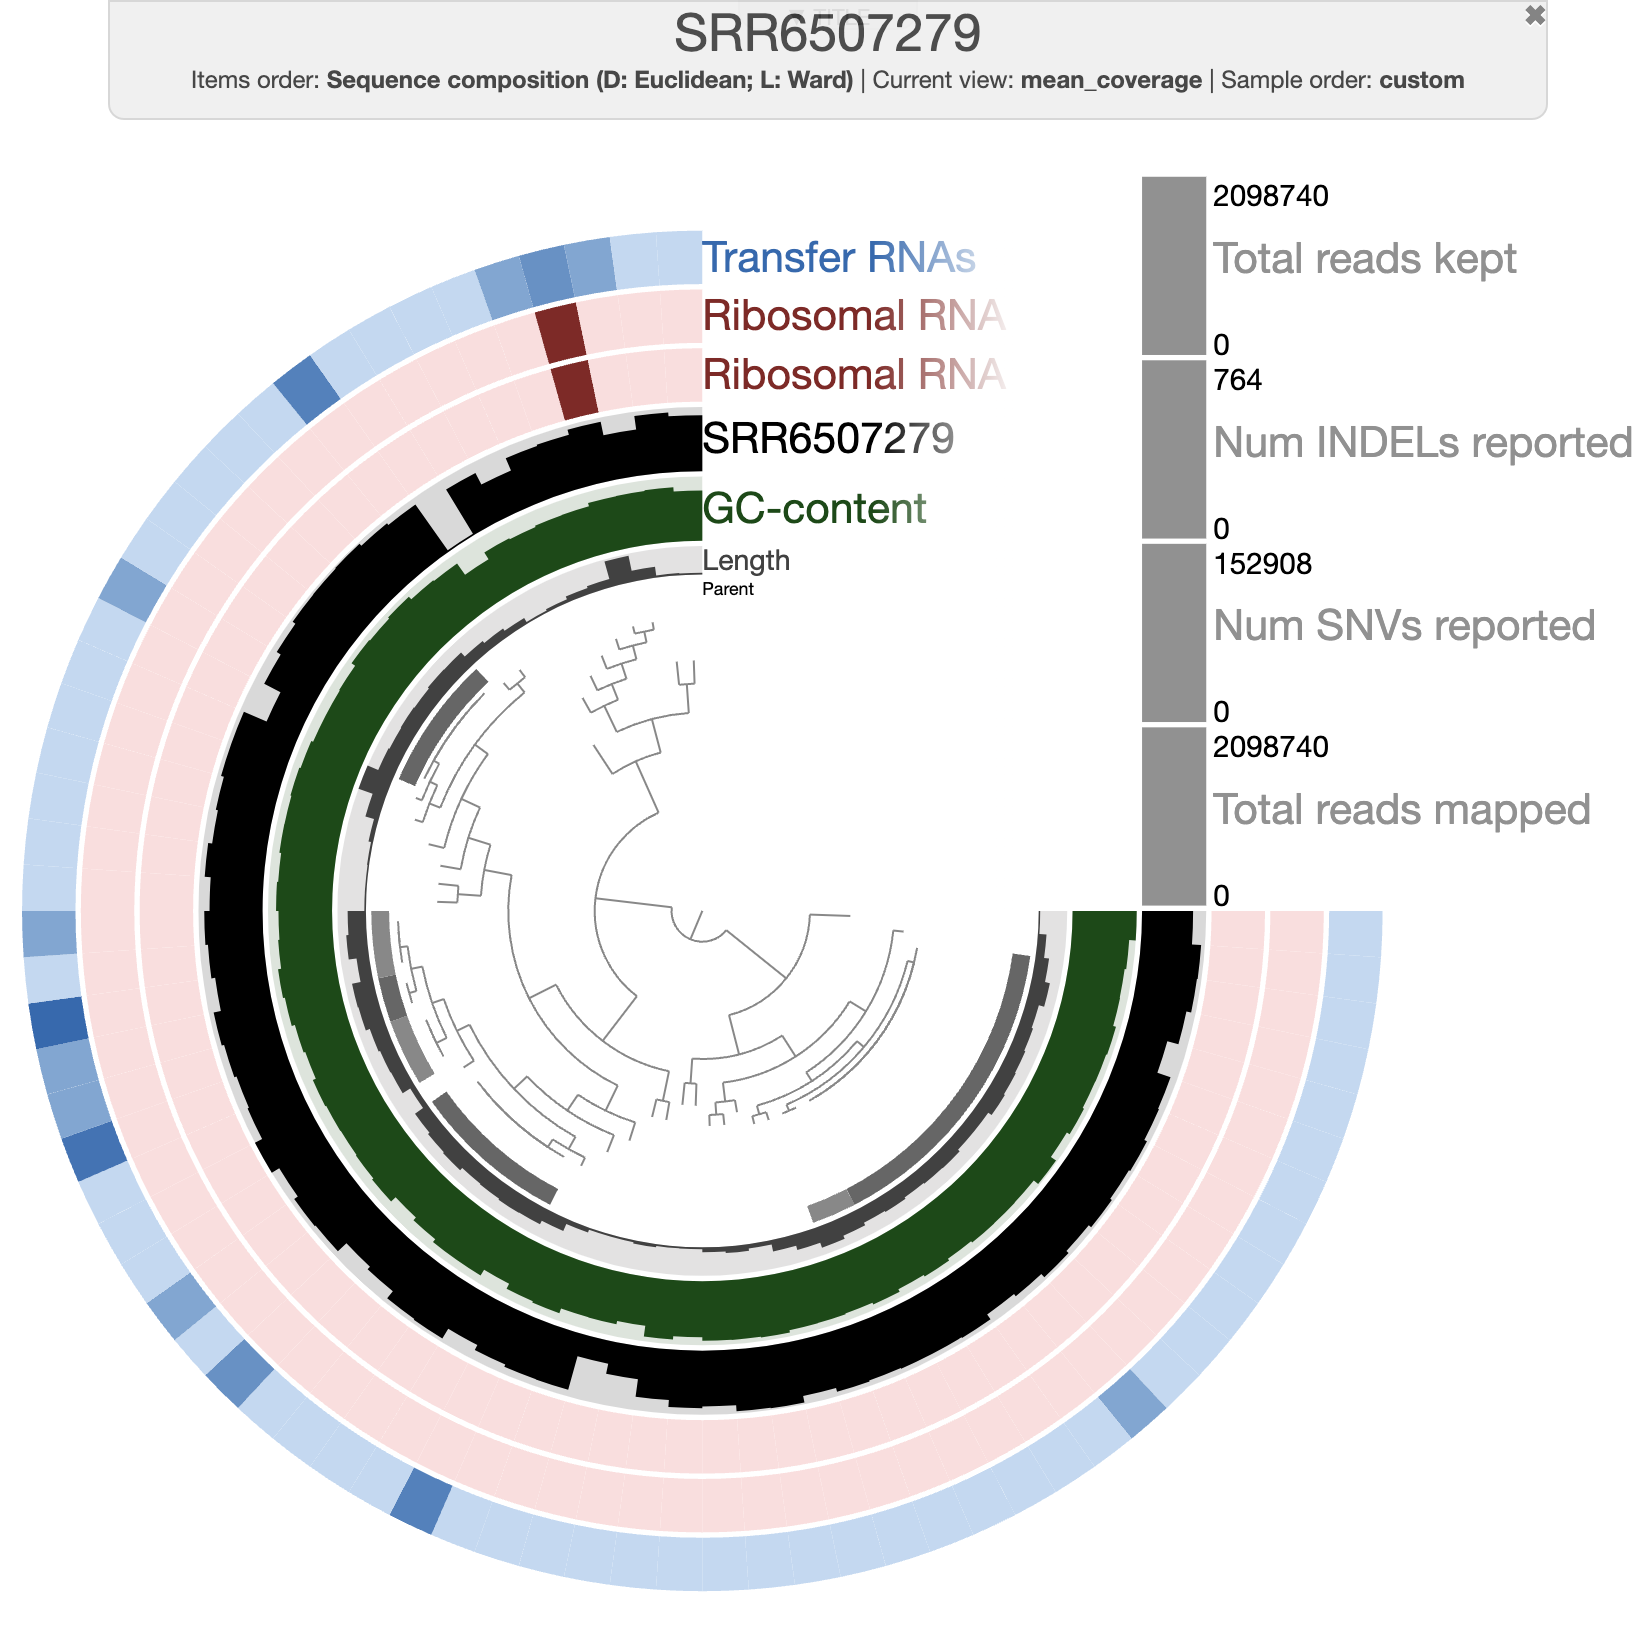 SRR6507279
Items order: Sequence composition (D: Euclidean; L: Ward) | Current view: mean_coverage | Sample order: custom
✖
Transfer RNAs
Ribosomal RNA
Ribosomal RNA
SRR6507279
GC-content
Length
Parent
2098740
Total reads kept
0
764
Num INDELs reported
0
152908
Num SNVs reported
0
2098740
Total reads mapped
0